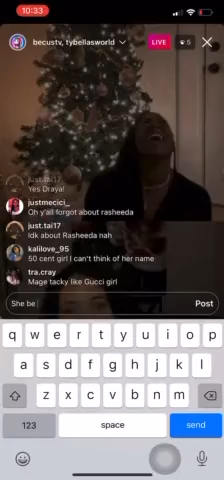 10:33
becustv, tybellasworld
LIVE
5
just.tai17
Yes Draya!
justmecici_
Oh y'all forgot about rasheeda
just.tai17
Idk about Rasheeda nah
kalilove_95
50 cent girl I can't think of her name
tra.cray
Mage tacky like Gucci girl
She be
Post
q w e r t y u i o p
a s d f g h j k l
z x c v b n m
123
space
send